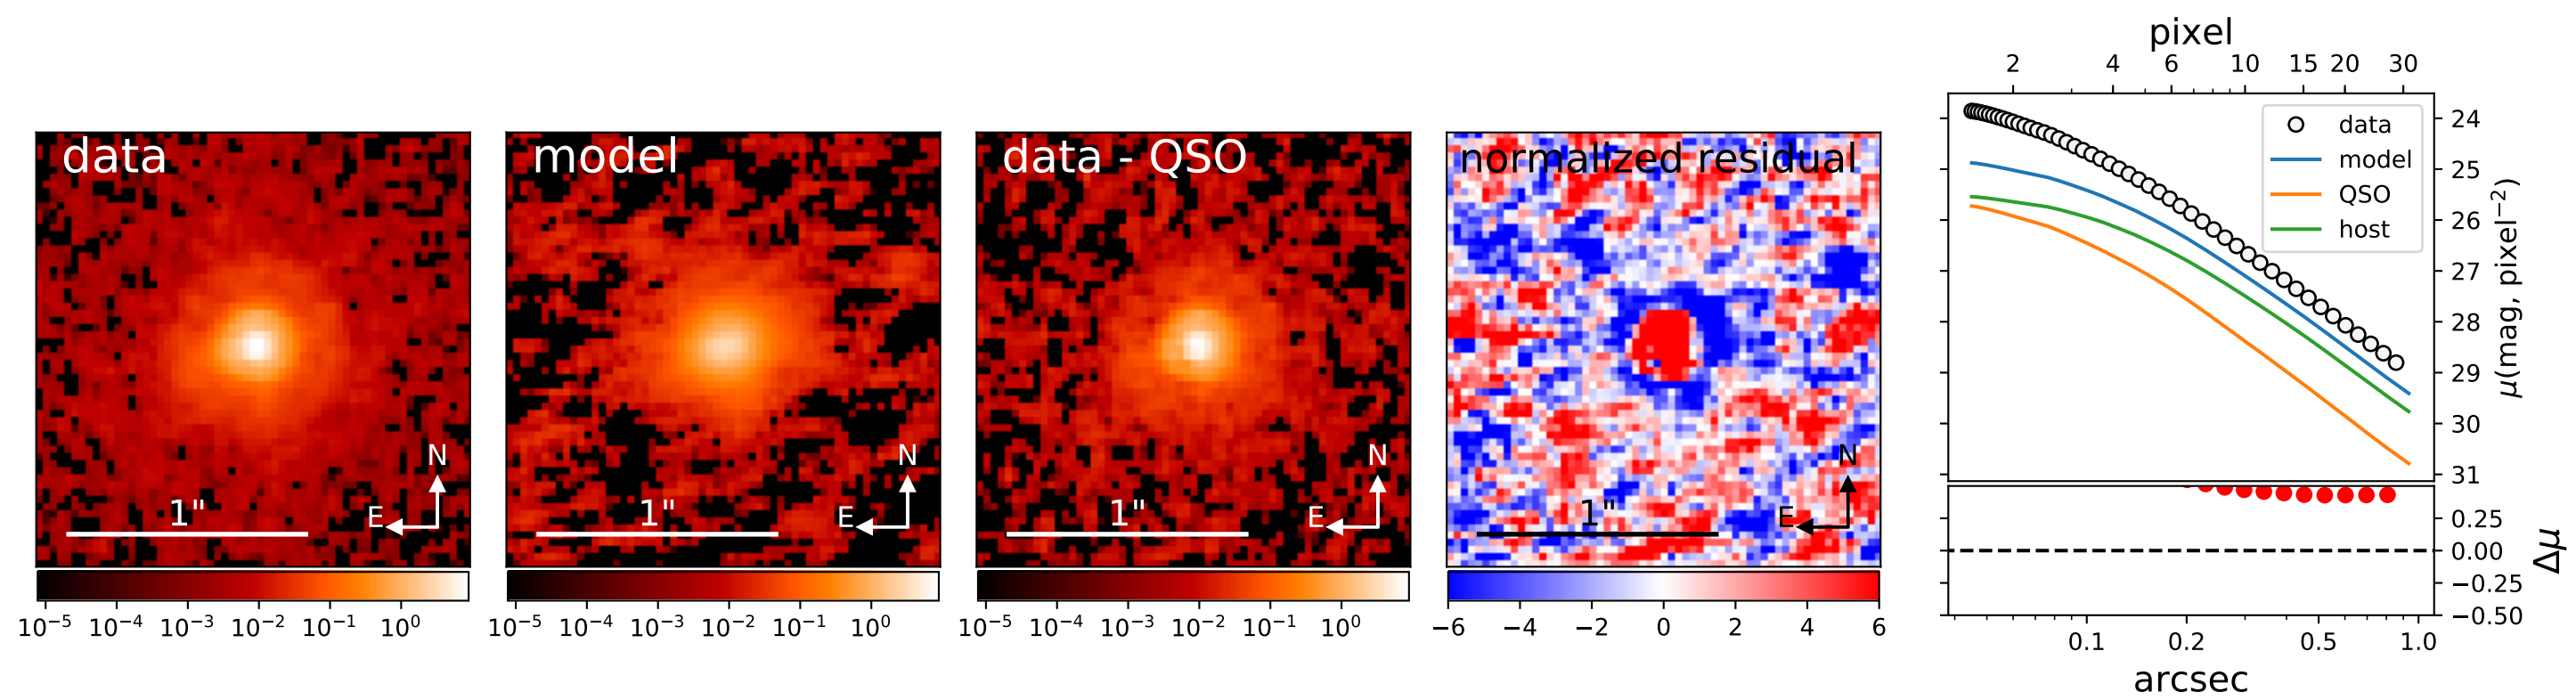 data
N
E
1"
10⁻⁵ 10⁻⁴ 10⁻³ 10⁻² 10⁻¹ 10⁰
model
N
E
1"
10⁻⁵ 10⁻⁴ 10⁻³ 10⁻² 10⁻¹ 10⁰
data - QSO
N
E
1"
10⁻⁵ 10⁻⁴ 10⁻³ 10⁻² 10⁻¹ 10⁰
normalized residual
N
E
1"
−6 −4 −2 0 2 4 6
pixel
2 4 6 10 15 20 30
data
model
QSO
host
24
25
26
27
28
29
30
31
μ(mag, pixel⁻²)
0.25
0.00
−0.25
−0.50
Δμ
0.1 0.2 0.5 1.0
arcsec